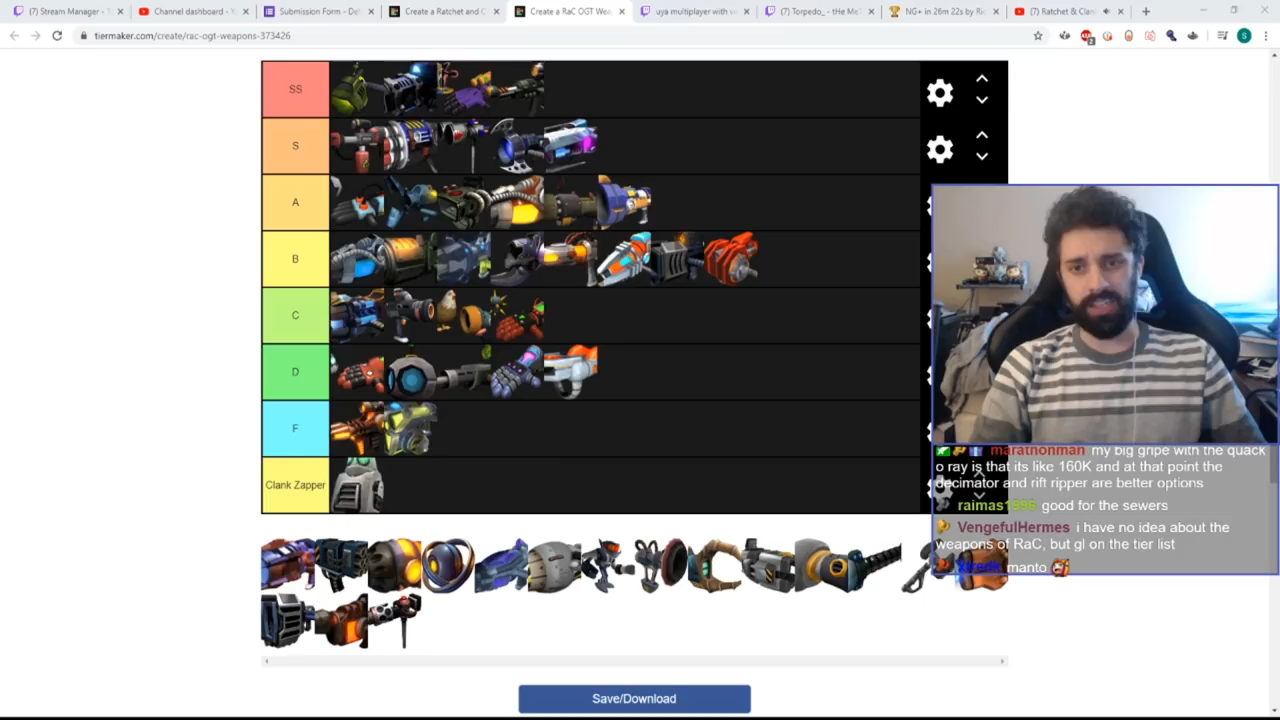 (7) Stream Manager - T
Channel dashboard - Y
Submission Form - De
Create a Ratchet and C
Create a RaC OGT Wea
uya multiplayer with v
(7) Torpedo_ - tHe Me
NG+ in 26m 22s by Ri
(7) Ratchet & Clan
tiermaker.com/create/rac-ogt-weapons-373426
SS
S
A
B
C
D
F
Clank Zapper
marathonman my big gripe with the quack
o ray is that its like 160K and at that point the
decimator and rift ripper are better options
raimas1996 good for the sewers
VengefulHermes i have no idea about the
weapons of RaC, but gl on the tier list
manto
Save/Download